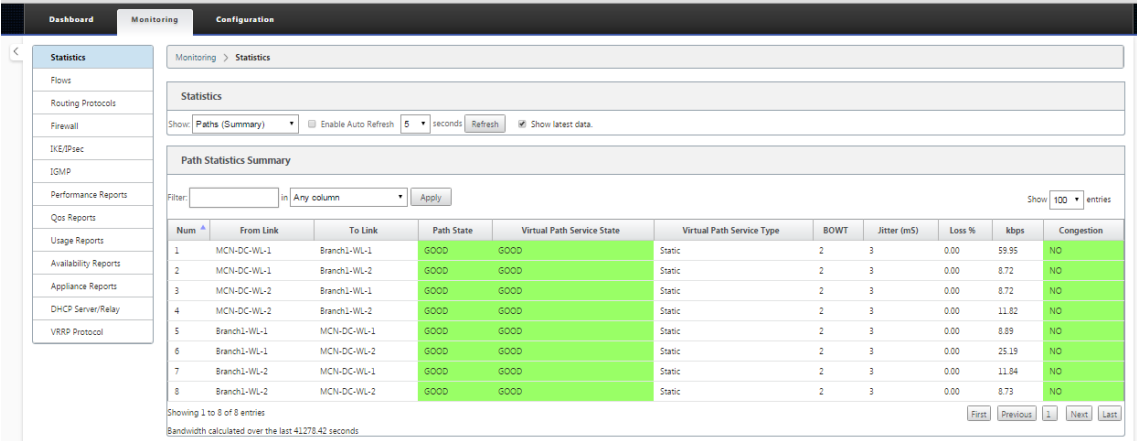 Dashboard Monitoring Configuration
Statistics
Flows
Routing Protocols
Firewall
IKE/IPsec
IGMP
Performance Reports
Qos Reports
Usage Reports
Availability Reports
Appliance Reports
DHCP Server/Relay
VRRP Protocol
Monitoring > Statistics
Statistics
Show: Paths (Summary) Enable Auto Refresh 5 seconds Refresh Show latest data.
Path Statistics Summary
Filter: in Any column Apply Show 100 entries
Num From Link To Link Path State Virtual Path Service State Virtual Path Service Type BOWT Jitter (mS) Loss % kbps Congestion
1 MCN-DC-WL-1 Branch1-WL-1 GOOD GOOD Static 2 3 0.00 59.95 NO
2 MCN-DC-WL-1 Branch1-WL-2 GOOD GOOD Static 2 3 0.00 8.72 NO
3 MCN-DC-WL-2 Branch1-WL-1 GOOD GOOD Static 2 3 0.00 8.72 NO
4 MCN-DC-WL-2 Branch1-WL-2 GOOD GOOD Static 2 3 0.00 11.82 NO
5 Branch1-WL-1 MCN-DC-WL-1 GOOD GOOD Static 2 3 0.00 8.89 NO
6 Branch1-WL-1 MCN-DC-WL-2 GOOD GOOD Static 2 3 0.00 25.19 NO
7 Branch1-WL-2 MCN-DC-WL-1 GOOD GOOD Static 2 3 0.00 11.84 NO
8 Branch1-WL-2 MCN-DC-WL-2 GOOD GOOD Static 2 3 0.00 8.73 NO
Showing 1 to 8 of 8 entries First Previous 1 Next Last
Bandwidth calculated over the last 41278.42 seconds